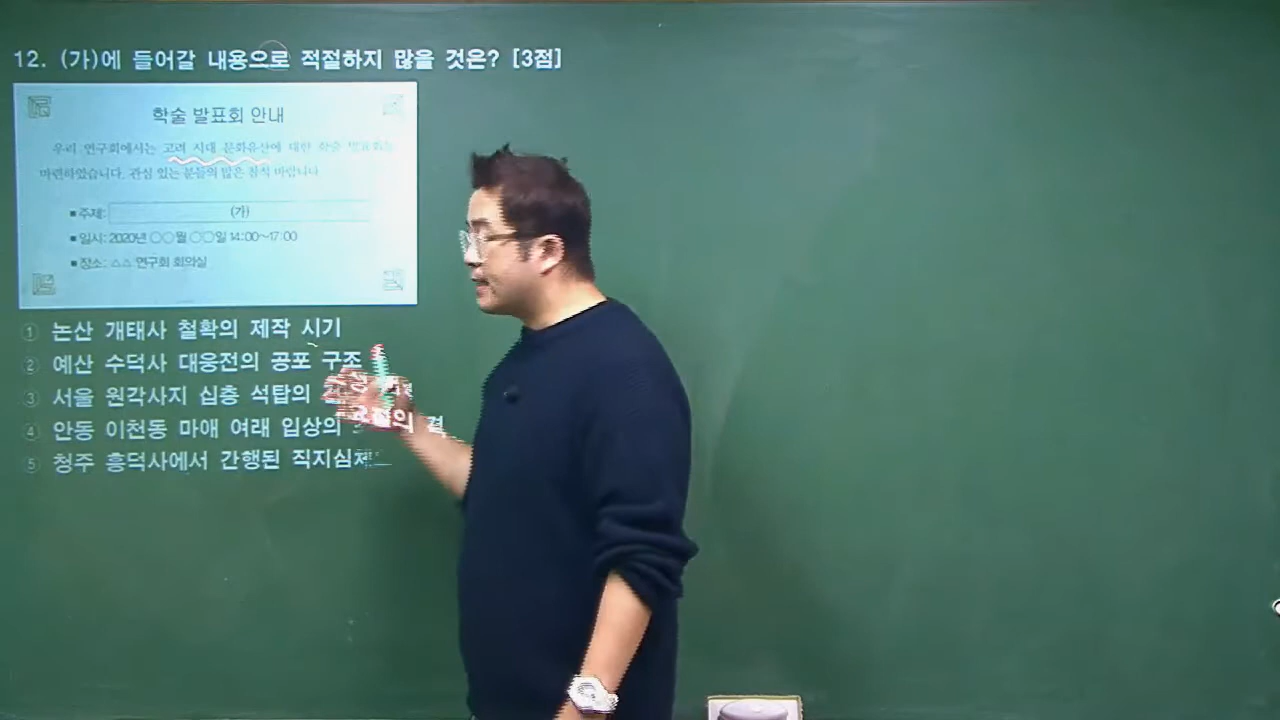 12. (가)에 들어갈 내용으로 적절하지 많을 것은? [3점]
학술 발표회 안내
우리 연구회에서는 고려 시대 문화유산에 대한 학술 발표회를
마련하였습니다. 관심 있는 분들의 많은 참석 바랍니다
■ 주제: (가)
■ 일시: 2020년 ○○월 ○○일 14:00~17:00
■ 장소: △△ 연구회 회의실
① 논산 개태사 철확의 제작 시기
② 예산 수덕사 대웅전의 공포 구조
③ 서울 원각사지 십층 석탑의
④ 안동 이천동 마애 여래 입상의
⑤ 청주 흥덕사에서 간행된 직지심체